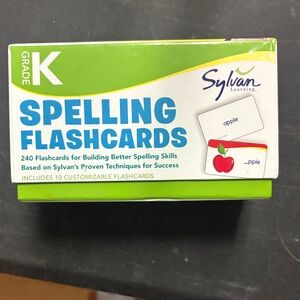 GRADE K
Sylvan
Learning
SPELLING
FLASHCARDS
apple
_pple
240 Flashcards for Building Better Spelling Skills
Based on Sylvan's Proven Techniques for Success
INCLUDES 10 CUSTOMIZABLE FLASHCARDS